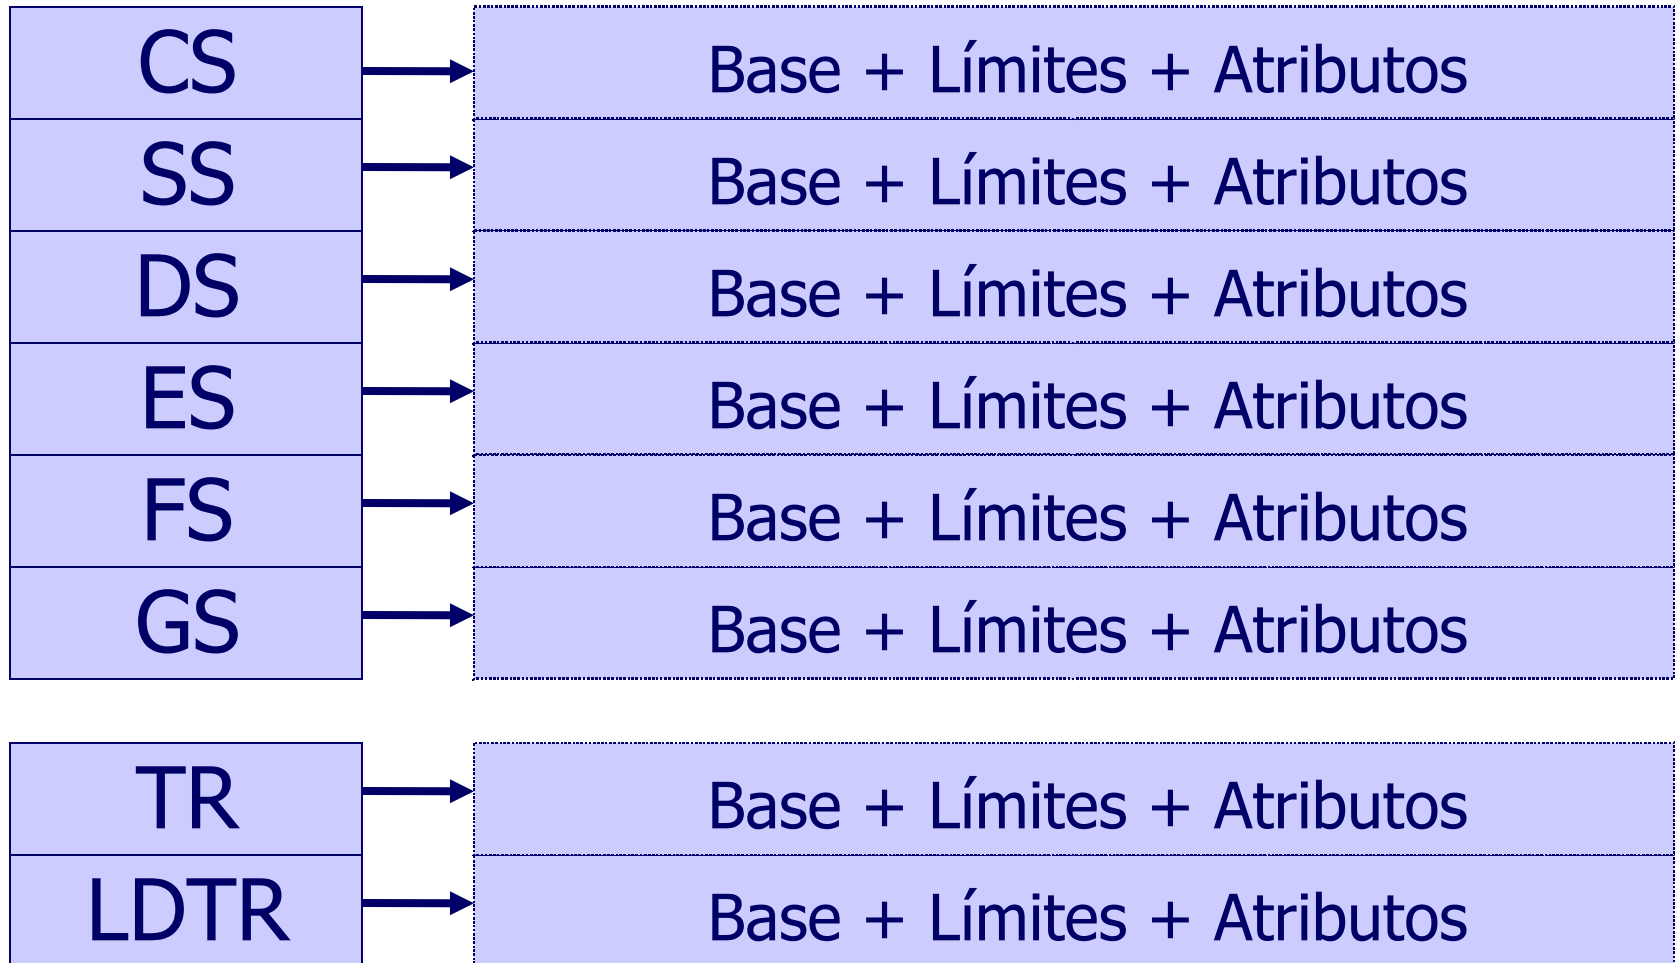 CS Base + Límites + Atributos
SS Base + Límites + Atributos
DS Base + Límites + Atributos
ES Base + Límites + Atributos
FS Base + Límites + Atributos
GS Base + Límites + Atributos
TR Base + Límites + Atributos
LDTR Base + Límites + Atributos